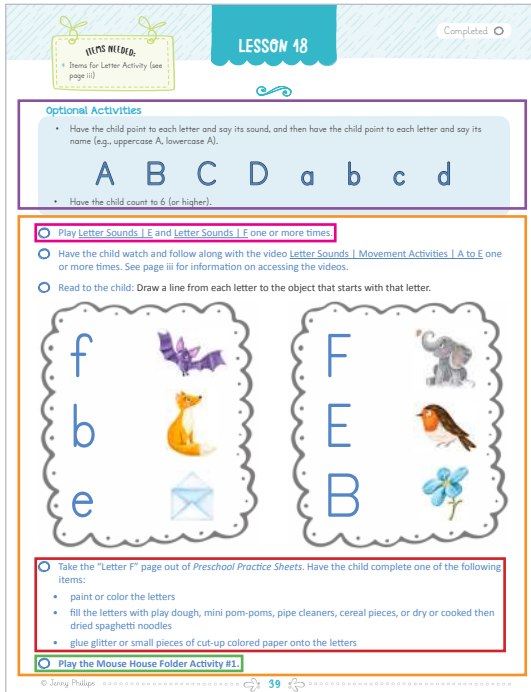 ITEMS NEEDED:
Items for Letter Activity (see
page iii)
LESSON 18
Completed
Optional Activities
• Have the child point to each letter and say its sound, and then have the child point to each letter and say its
name (e.g., uppercase A, lowercase A).
A B C D a b c d
• Have the child count to 6 (or higher).
Play Letter Sounds | E and Letter Sounds | F one or more times.
Have the child watch and follow along with the video Letter Sounds | Movement Activities | A to E one
or more times. See page iii for information on accessing the videos.
Read to the child: Draw a line from each letter to the object that starts with that letter.
f
b
e
F
E
B
Take the "Letter F" page out of Preschool Practice Sheets. Have the child complete one of the following
items:
• paint or color the letters
• fill the letters with play dough, mini pom-poms, pipe cleaners, cereal pieces, or dry or cooked then
dried spaghetti noodles
• glue glitter or small pieces of cut-up colored paper onto the letters
Play the Mouse House Folder Activity #1.
© Jenny Phillips
39